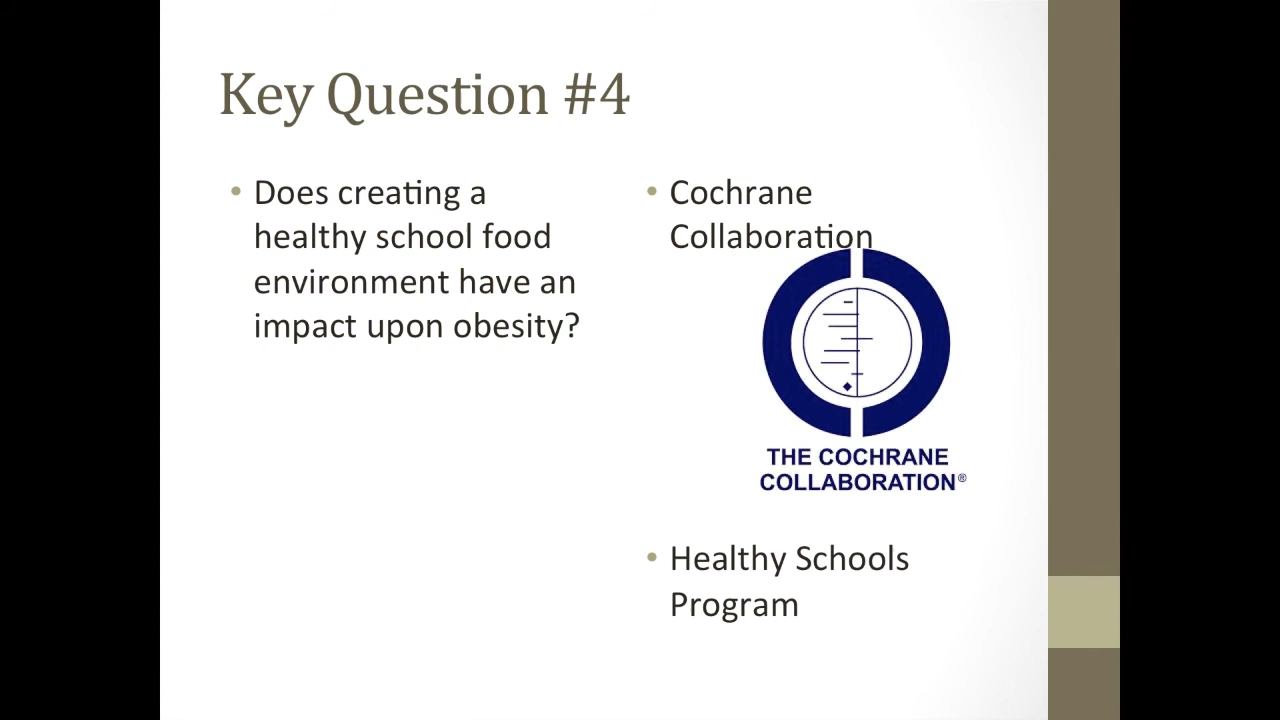 Key Question #4
• Does creating a
healthy school food
environment have an
impact upon obesity?
• Cochrane
Collaboration
THE COCHRANE
COLLABORATION®
• Healthy Schools
Program